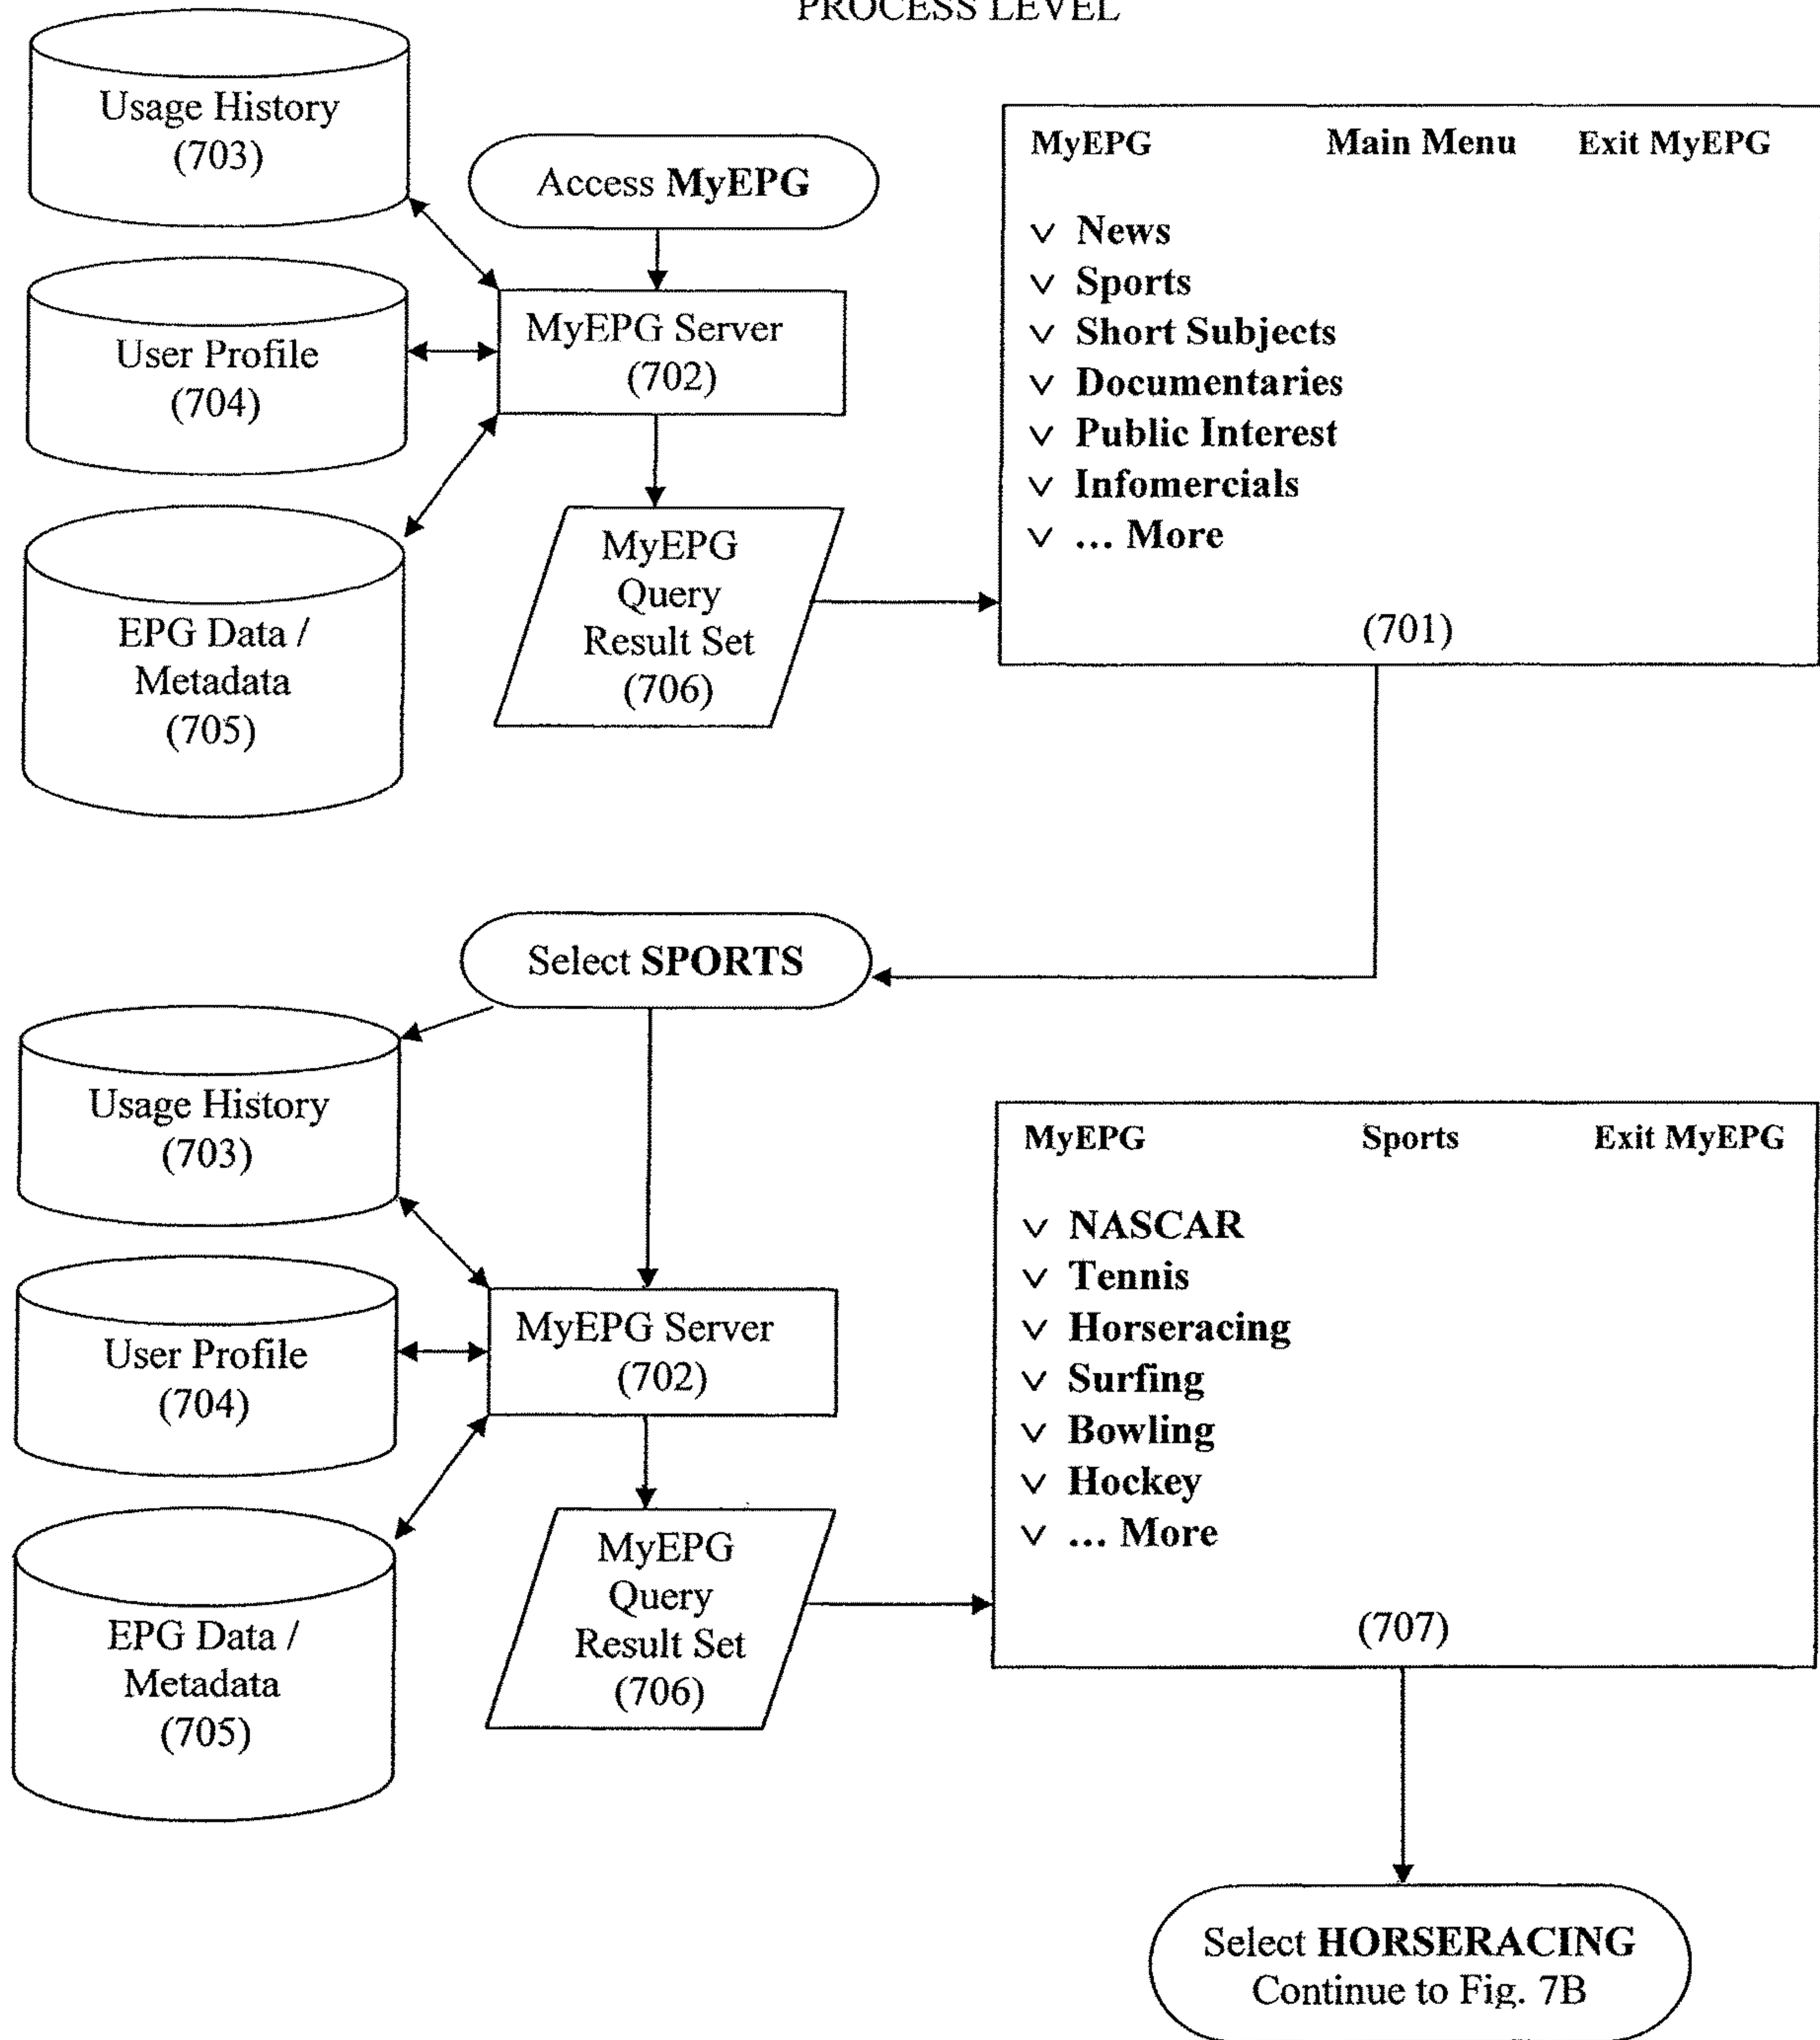 PROCESS LEVEL
Usage History
(703)
Access MyEPG
User Profile
(704)
MyEPG Server
(702)
EPG Data /
Metadata
(705)
MyEPG
Query
Result Set
(706)
MyEPG Main Menu Exit MyEPG
v News
v Sports
v Short Subjects
v Documentaries
v Public Interest
v Infomercials
v ... More
(701)
Select SPORTS
Usage History
(703)
User Profile
(704)
MyEPG Server
(702)
EPG Data /
Metadata
(705)
MyEPG
Query
Result Set
(706)
MyEPG Sports Exit MyEPG
v NASCAR
v Tennis
v Horseracing
v Surfing
v Bowling
v Hockey
v ... More
(707)
Select HORSERACING
Continue to Fig. 7B